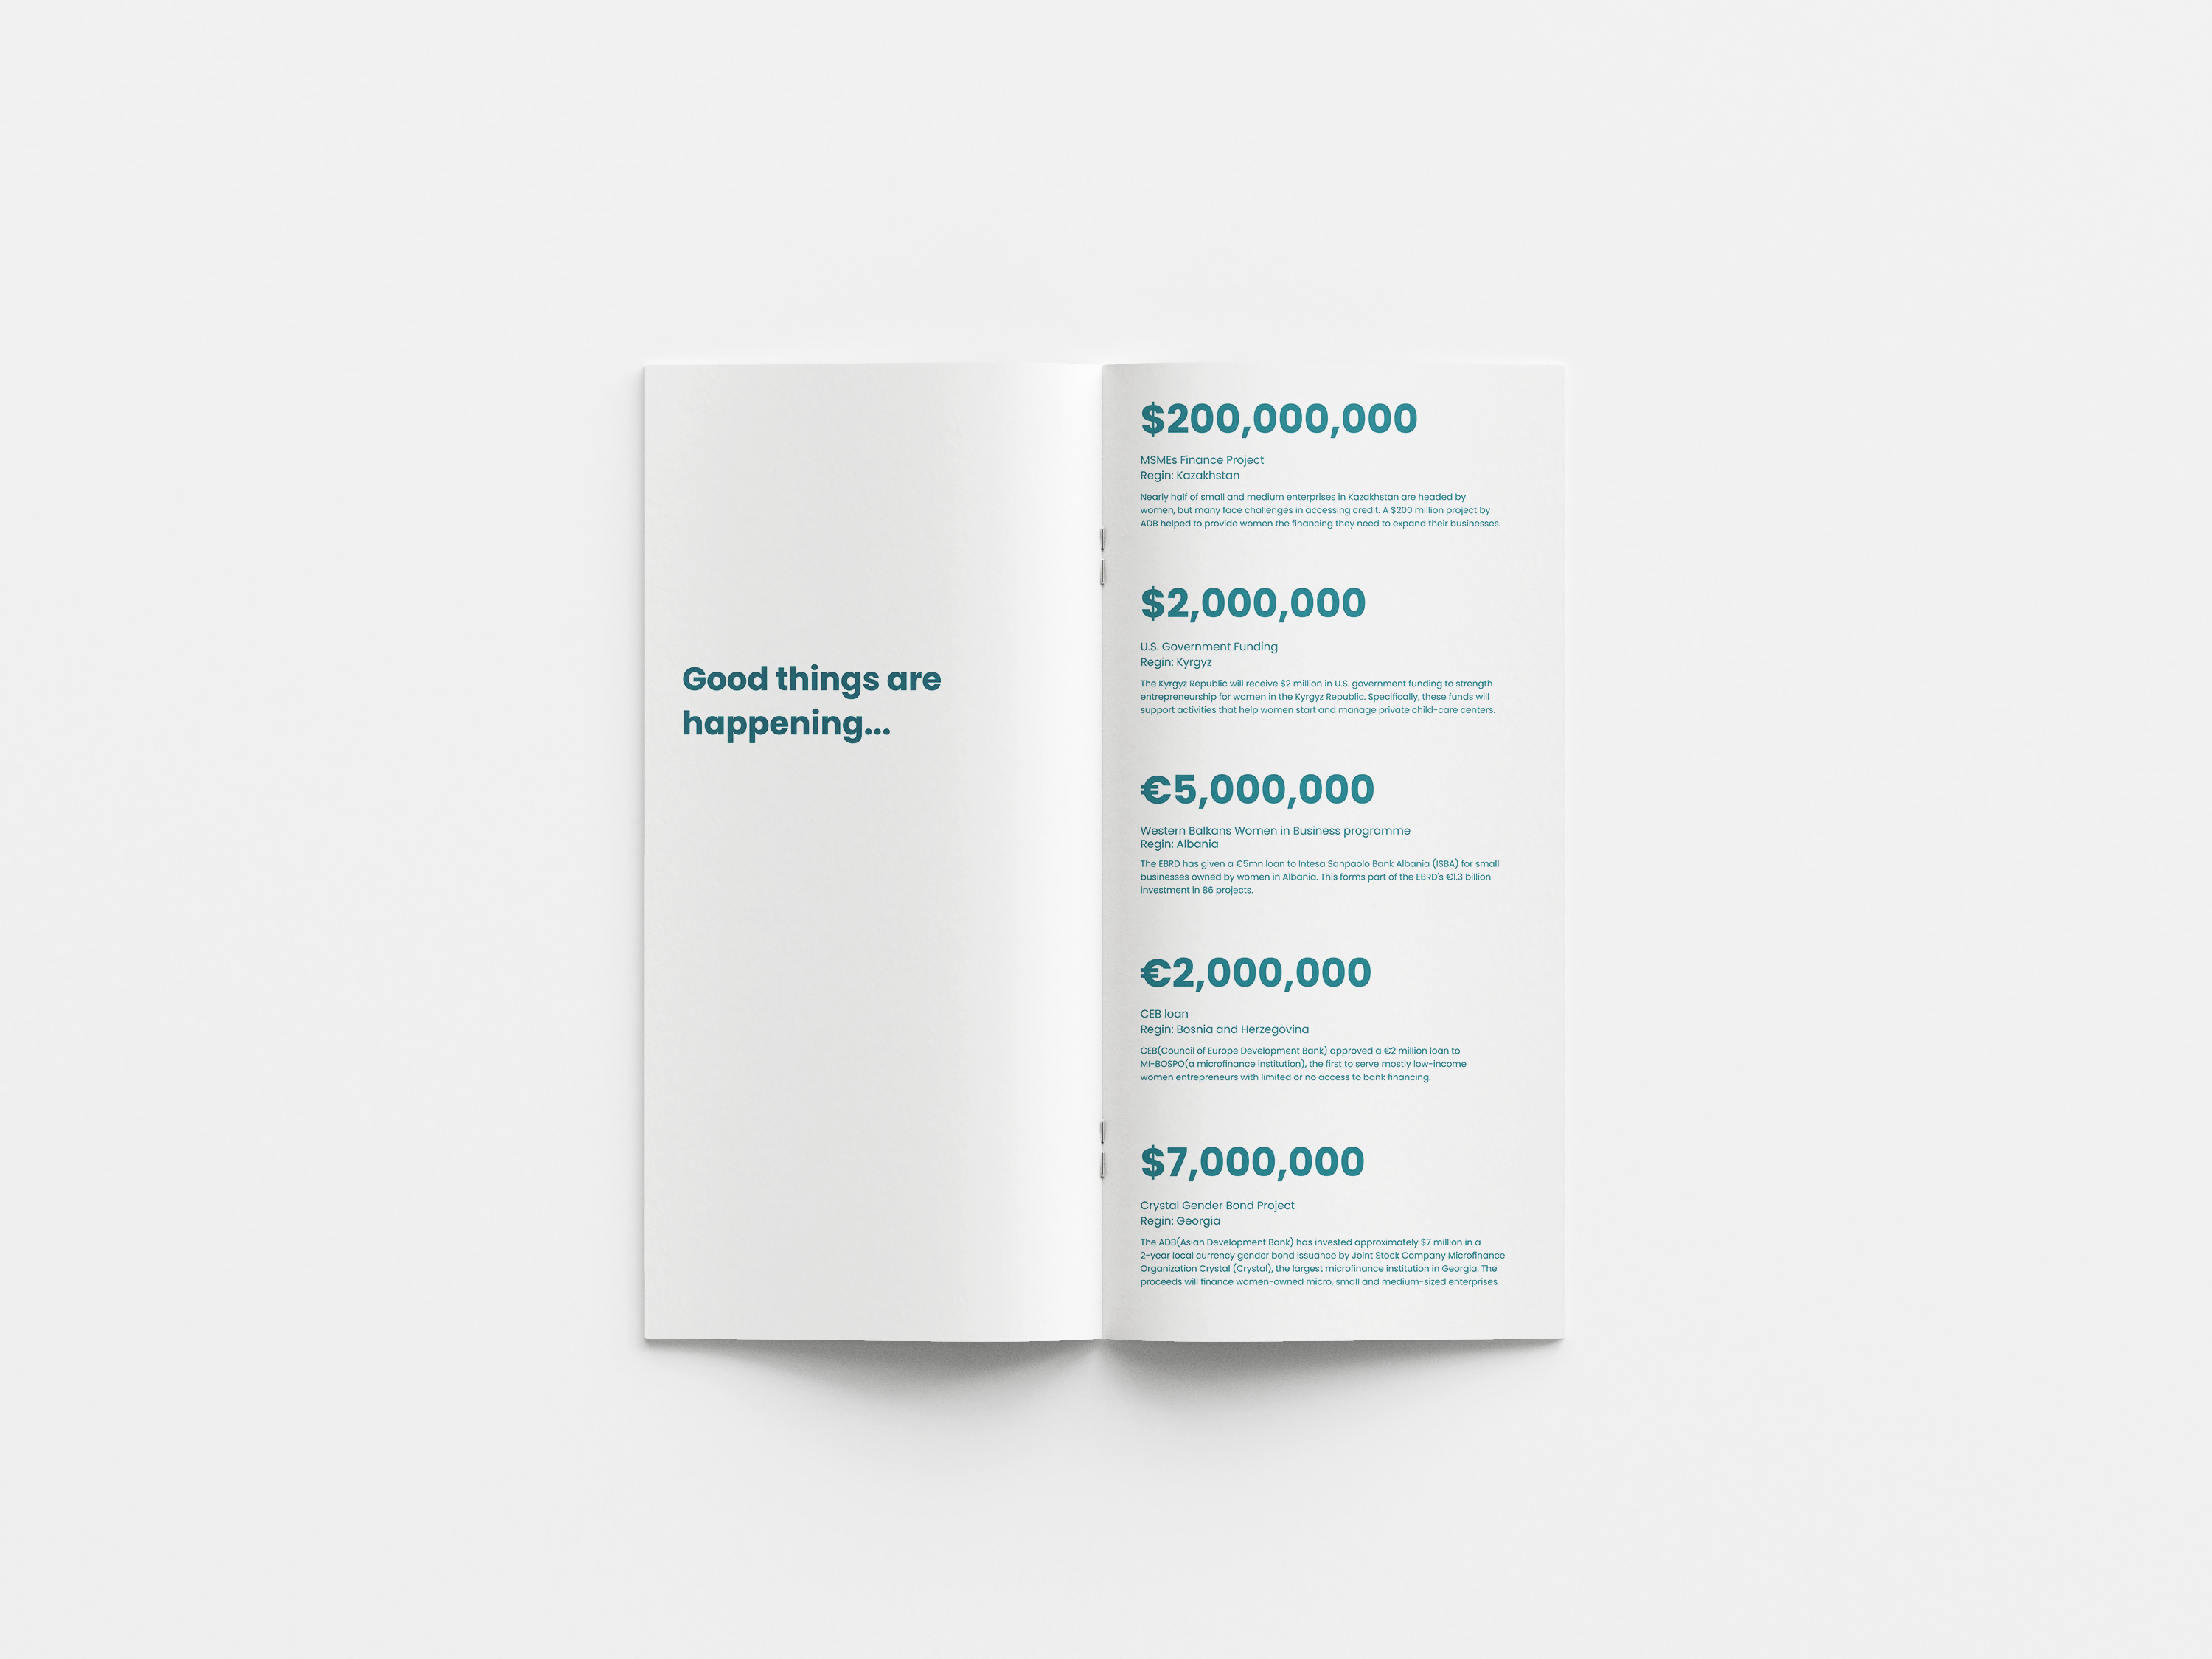 Good things are
happening...
$200,000,000
MSMEs Finance Project
Regin: Kazakhstan
Nearly half of small and medium enterprises in Kazakhstan are headed by
women, but many face challenges in accessing credit. A $200 million project by
ADB helped to provide women the financing they need to expand their businesses.
$2,000,000
U.S. Government Funding
Regin: Kyrgyz
The Kyrgyz Republic will receive $2 million in U.S. government funding to strength
entrepreneurship for women in the Kyrgyz Republic. Specifically, these funds will
support activities that help women start and manage private child-care centers.
€5,000,000
Western Balkans Women in Business programme
Regin: Albania
The EBRD has given a €5mn loan to Intesa Sanpaolo Bank Albania (ISBA) for small
businesses owned by women in Albania. This forms part of the EBRD's €1.3 billion
investment in 86 projects.
€2,000,000
CEB loan
Regin: Bosnia and Herzegovina
CEB(Council of Europe Development Bank) approved a €2 million loan to
MI-BOSPO(a microfinance institution), the first to serve mostly low-income
women entrepreneurs with limited or no access to bank financing.
$7,000,000
Crystal Gender Bond Project
Regin: Georgia
The ADB(Asian Development Bank) has invested approximately $7 million in a
2-year local currency gender bond issuance by Joint Stock Company Microfinance
Organization Crystal (Crystal), the largest microfinance institution in Georgia. The
proceeds will finance women-owned micro, small and medium-sized enterprises